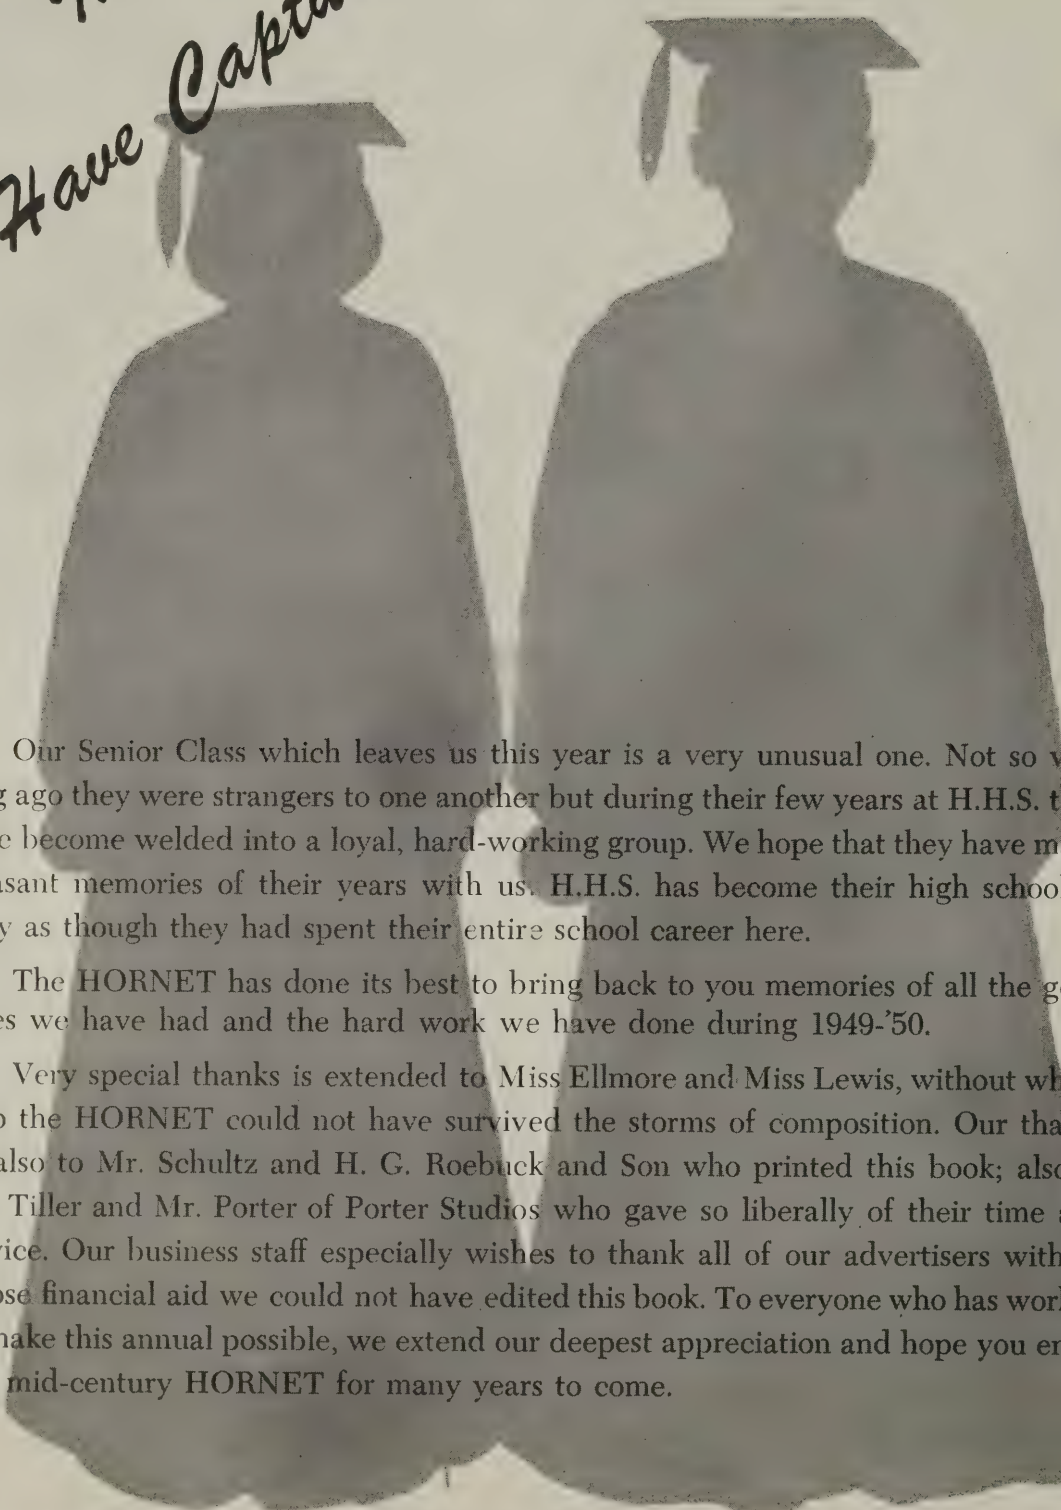 Have
Our Senior Class which leaves us this year is a very unusual one. Not so
ago they were strangers to one another but during their few years at H.H.S.
become welded into a loyal, hard-working group. We hope that they have
memories of their years with us. H.H.S. has become their high
as though they had spent their entire school career here.
The HORNET has done its best to bring back to you memories of all the
we have had and the hard work we have done during 1949-'50.
Very special thanks is extended to Miss Ellmore and Miss Lewis, without
the HORNET could not have survived the storms of composition. Our
also to Mr. Schultz and H. G. Roebuck and Son who printed this book; also
Tiller and Mr. Porter of Porter Studios who gave so liberally of their time
Our business staff especially wishes to thank all of our advertisers
financial aid we could not have edited this book. To everyone who has
this annual possible, we extend our deepest appreciation and hope you
mid-century HORNET for many years to come.